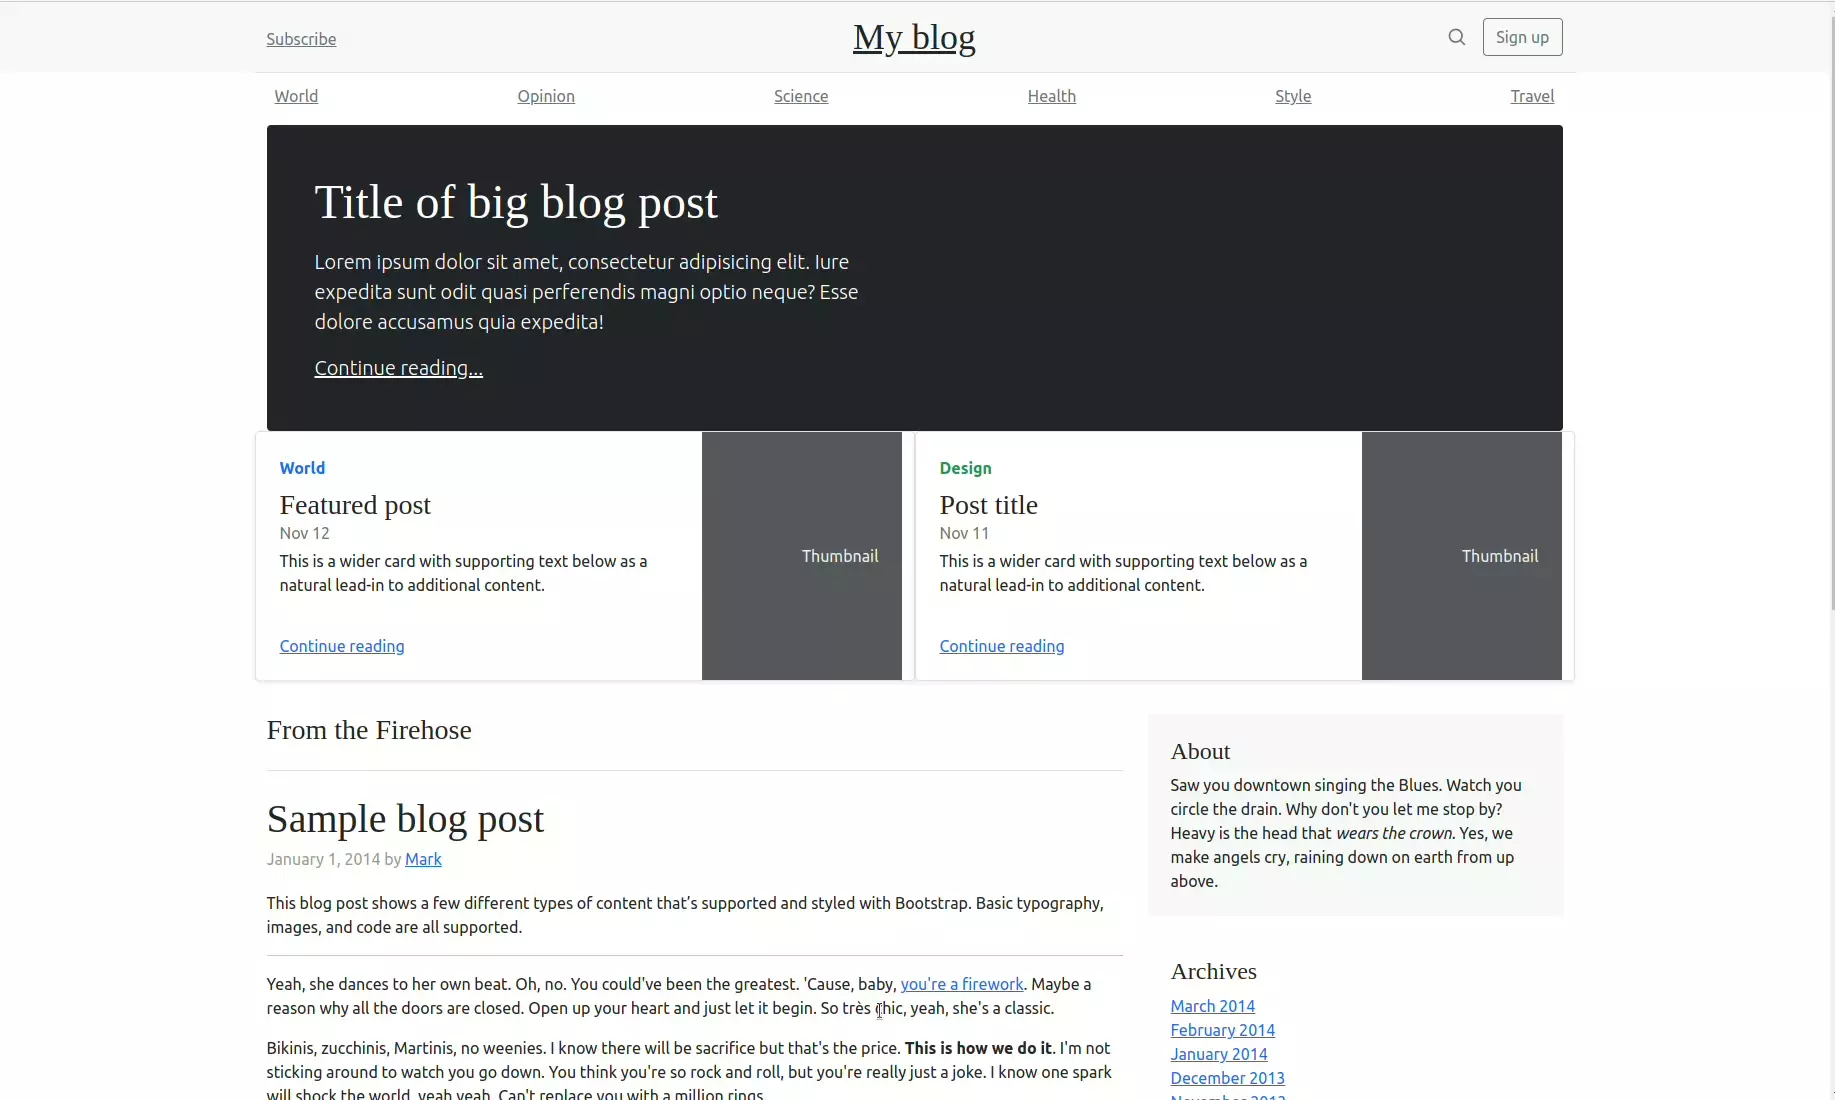 Subscribe
My blog
Sign up
World
Opinion
Science
Health
Style
Travel
Title of big blog post
Lorem ipsum dolor sit amet, consectetur adipisicing elit. Iure
expedita sunt odit quasi perferendis magni optio neque? Esse
dolore accusamus quia expedita!
Continue reading...
World
Featured post
Nov 12
This is a wider card with supporting text below as a
natural lead-in to additional content.
Continue reading
Thumbnail
Design
Post title
Nov 11
This is a wider card with supporting text below as a
natural lead-in to additional content.
Continue reading
Thumbnail
From the Firehose
Sample blog post
January 1, 2014 by Mark
This blog post shows a few different types of content that’s supported and styled with Bootstrap. Basic typography,
images, and code are all supported.
Yeah, she dances to her own beat. Oh, no. You could've been the greatest. 'Cause, baby, you're a firework. Maybe a
reason why all the doors are closed. Open up your heart and just let it begin. So très chic, yeah, she's a classic.
Bikinis, zucchinis, Martinis, no weenies. I know there will be sacrifice but that's the price. This is how we do it. I'm not
sticking around to watch you go down. You think you're so rock and roll, but you're really just a joke. I know one spark
will shock the world, yeah yeah. Can't replace you with a million rings.
About
Saw you downtown singing the Blues. Watch you
circle the drain. Why don't you let me stop by?
Heavy is the head that wears the crown. Yes, we
make angels cry, raining down on earth from up
above.
Archives
March 2014
February 2014
January 2014
December 2013
November 2013